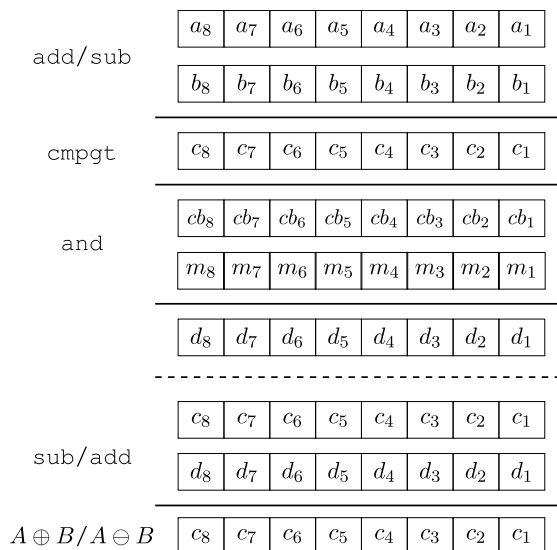 a₈ a₇ a₆ a₅ a₄ a₃ a₂ a₁
add/sub
b₈ b₇ b₆ b₅ b₄ b₃ b₂ b₁
cmpgt c₈ c₇ c₆ c₅ c₄ c₃ c₂ c₁
cb₈ cb₇ cb₆ cb₅ cb₄ cb₃ cb₂ cb₁
and
m₈ m₇ m₆ m₅ m₄ m₃ m₂ m₁
d₈ d₇ d₆ d₅ d₄ d₃ d₂ d₁
c₈ c₇ c₆ c₅ c₄ c₃ c₂ c₁
sub/add
d₈ d₇ d₆ d�5 d₄ d₃ d₂ d₁
A ⊕ B/A ⊖ B c₈ c₇ c₆ c₅ c₄ c₃ c₂ c₁